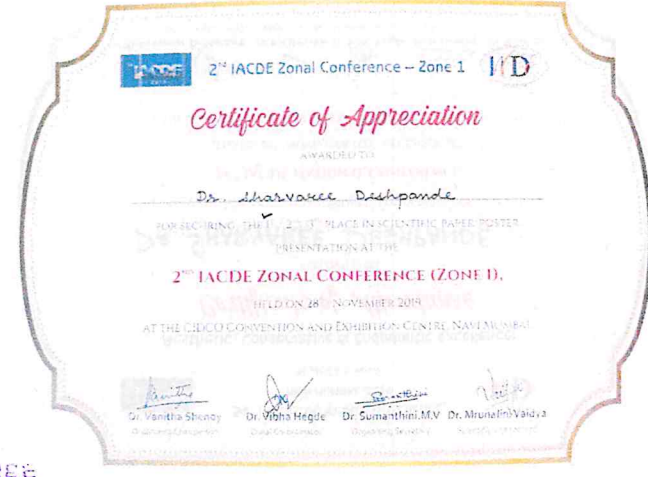 IACDE 2nd IACDE Zonal Conference – Zone 1 IID
Certificate of Appreciation
AWARDED TO
Dr. Sharvaree Deshpande
FOR SECURING THE 1st / 2nd / 3rd PLACE IN SCIENTIFIC PAPER/POSTER
PRESENTATION AT THE
2ND IACDE ZONAL CONFERENCE (ZONE 1),
HELD ON 28th NOVEMBER 2019
AT THE CIDCO CONVENTION AND EXHIBITION CENTRE, NAVI MUMBAI
Dr. Vanitha Shenoy Dr. Vibha Hegde Dr. Sumanthini.M.V Dr. Mrunalini Vaidya